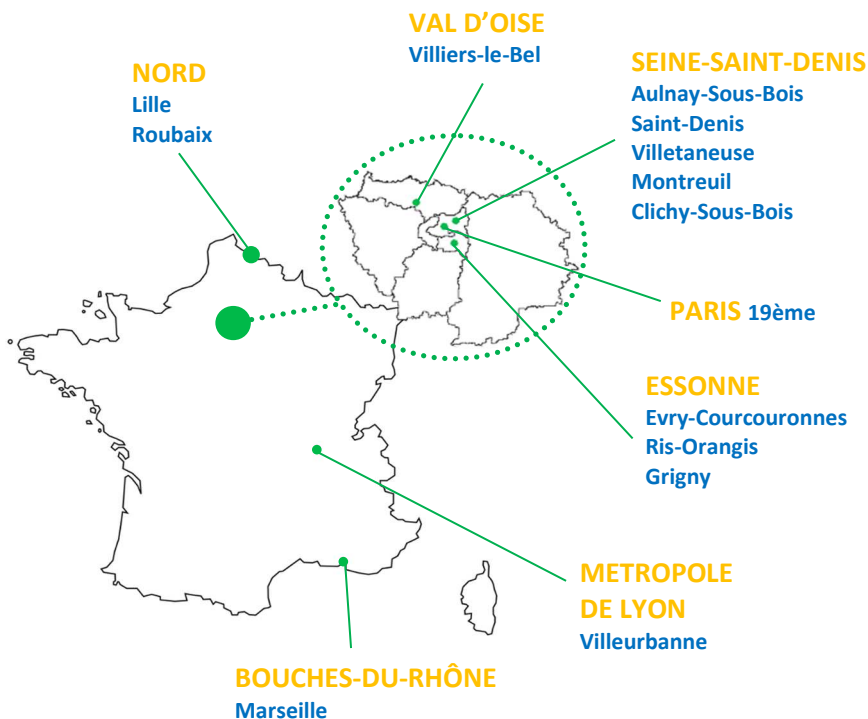 VAL D’OISE
Villiers-le-Bel
NORD
Lille
Roubaix
SEINE-SAINT-DENIS
Aulnay-Sous-Bois
Saint-Denis
Villetaneuse
Montreuil
Clichy-Sous-Bois
PARIS 19ème
ESSONNE
Evry-Courcouronnes
Ris-Orangis
Grigny
METROPOLE
DE LYON
Villeurbanne
BOUCHES-DU-RHÔNE
Marseille